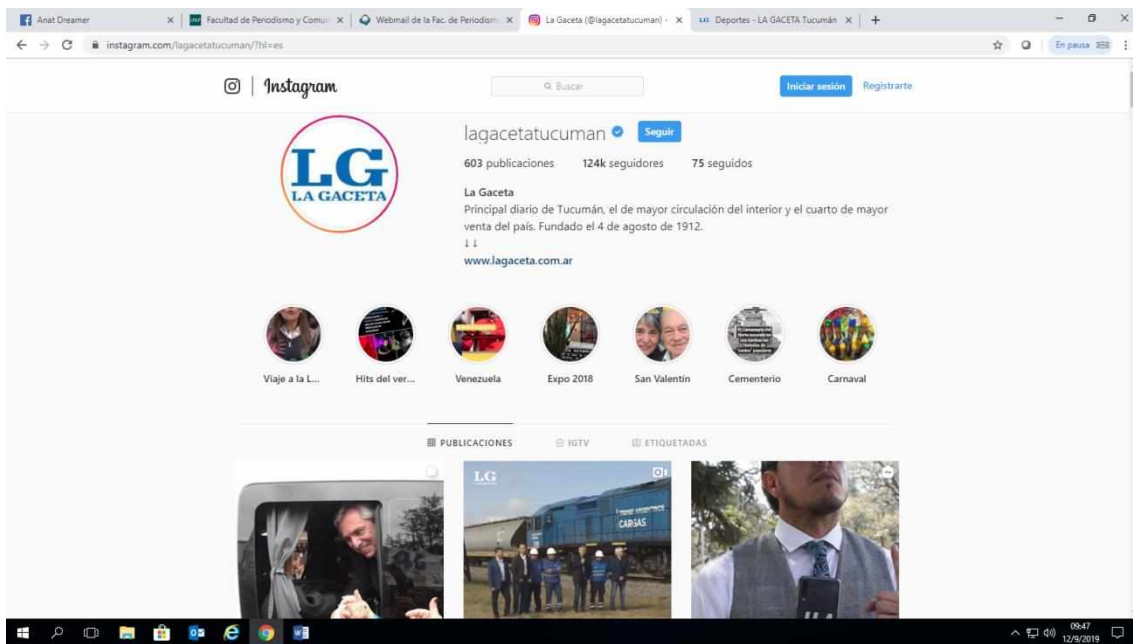 Anat Dreamer
Facultad de Periodismo y Comun
Webmail de la Fac. de Periodism
La Gaceta (@lagacetatucuman) -
LG Deportes - LA GACETA Tucumán
instagram.com/lagacetatucuman/?hl=es
En pausa
Instagram
Buscar
Iniciar sesión
Registrarte
LG
LA GACETA
lagacetatucuman
Seguir
603 publicaciones 124k seguidores 75 seguidos
La Gaceta
Principal diario de Tucumán, el de mayor circulación del interior y el cuarto de mayor
venta del país. Fundado el 4 de agosto de 1912.
↓↓
www.lagaceta.com.ar
Viaje a la L... Hits del ver... Venezuela Expo 2018 San Valentin Cementerio Carnaval
PUBLICACIONES IGTV ETIQUETADAS
LG
CARGAS
09:47
12/9/2019